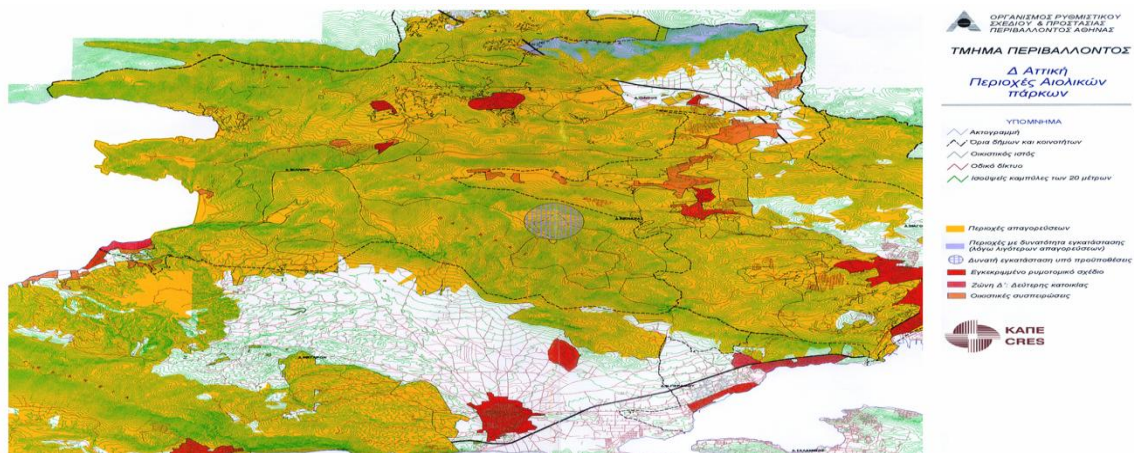 ΟΡΓΑΝΙΣΜΟΣ ΡΥΘΜΙΣΤΙΚΟΥ
ΣΧΕΔΙΟΥ & ΠΡΟΣΤΑΣΙΑΣ
ΠΕΡΙΒΑΛΛΟΝΤΟΣ ΑΘΗΝΑΣ
ΤΜΗΜΑ ΠΕΡΙΒΑΛΛΟΝΤΟΣ
Δ Αττική
Περιοχές Αιολικών
πάρκων
ΥΠΟΜΝΗΜΑ
Ακτογραμμή
Όρια δήμων και κοινοτήτων
Οικιστικός ιστός
Οδικό δίκτυο
Ισοϋψείς καμπύλες των 20 μέτρων
Περιοχές απαγορεύσεων
Περιοχές με δυνατότητα εγκατάστασης
(λόγω λιγότερων απαγορεύσεων)
Δυνατή εγκατάσταση υπό προϋποθέσεις
Εγκεκριμένο ρυμοτομικό σχέδιο
Ζώνη Δ': Δεύτερης κατοικίας
Οικιστικές συσπειρώσεις
ΚΑΠΕ
CRES